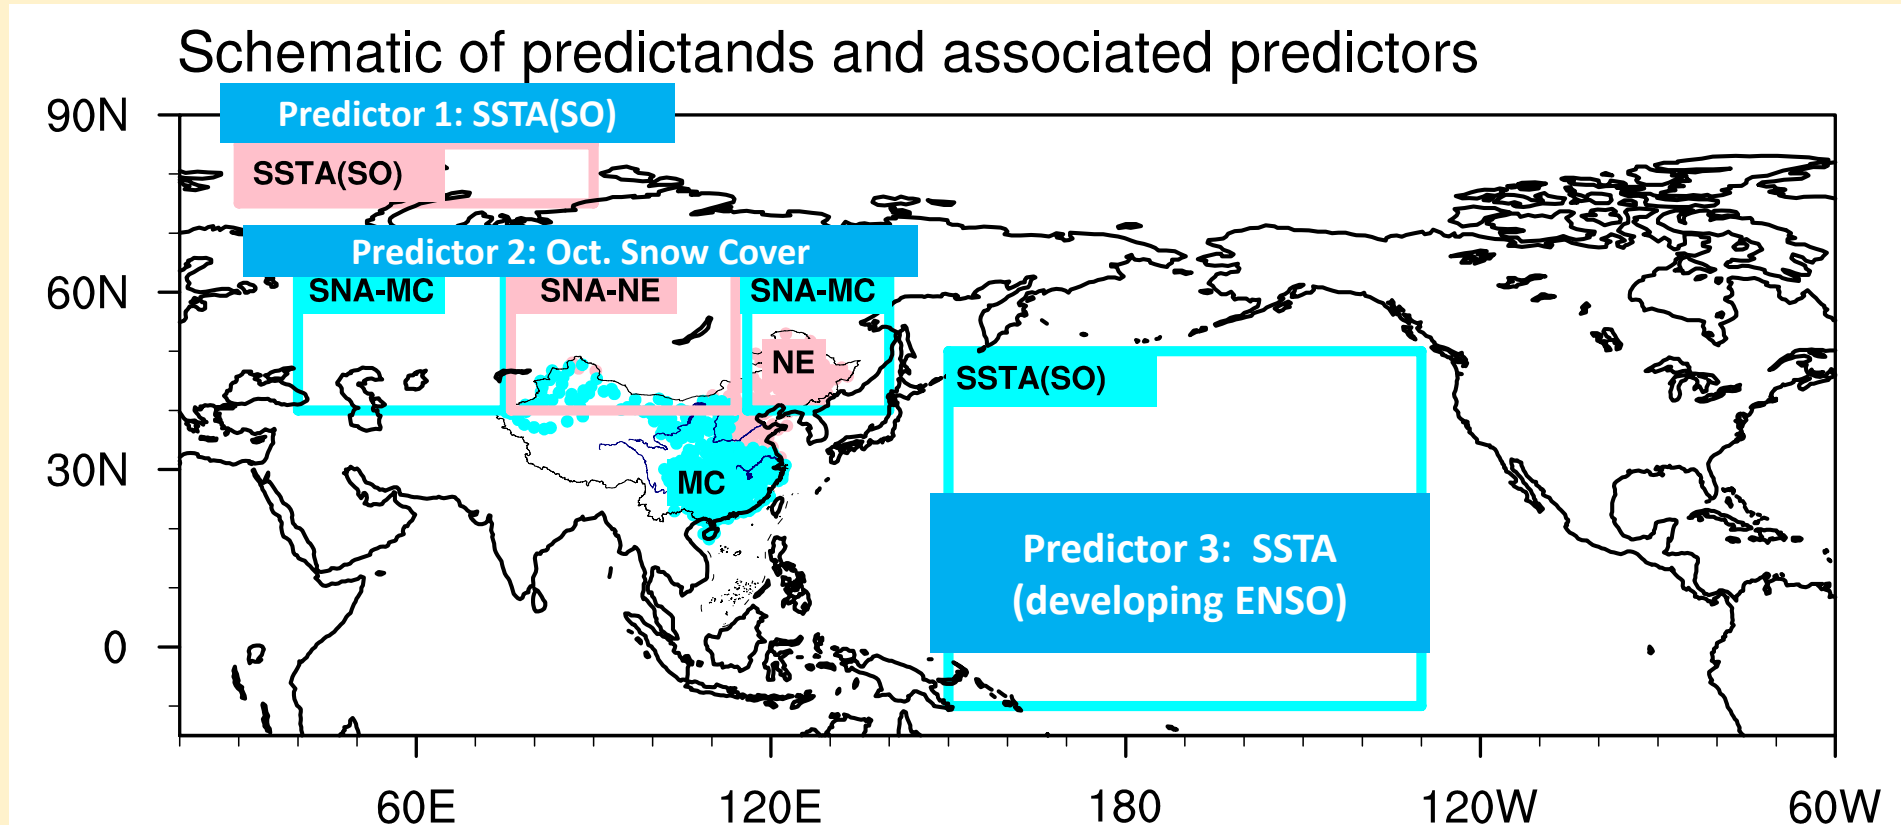 Schematic of predictands and associated predictors
Predictor 1: SSTA(SO)
90N
SSTA(SO)
Predictor 2: Oct. Snow Cover
60N
SNA-MC
SNA-NE
SNA-MC
NE
SSTA(SO)
30N
MC
Predictor 3: SSTA
(developing ENSO)
0
60E
120E
180
120W
60W